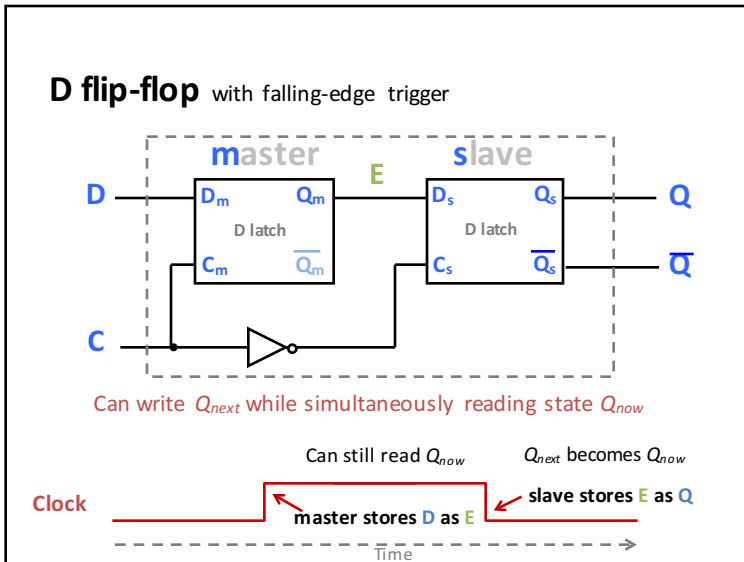 D flip-flop with falling-edge trigger
master
slave
E
D
Dm
Qm
Ds
Qs
Q
D latch
D latch
Cm
Q̅m
Cs
Q̅s
Q̅
C
Can write Qnext while simultaneously reading state Qnow
Can still read Qnow
Qnext becomes Qnow
Clock
master stores D as E
slave stores E as Q
Time